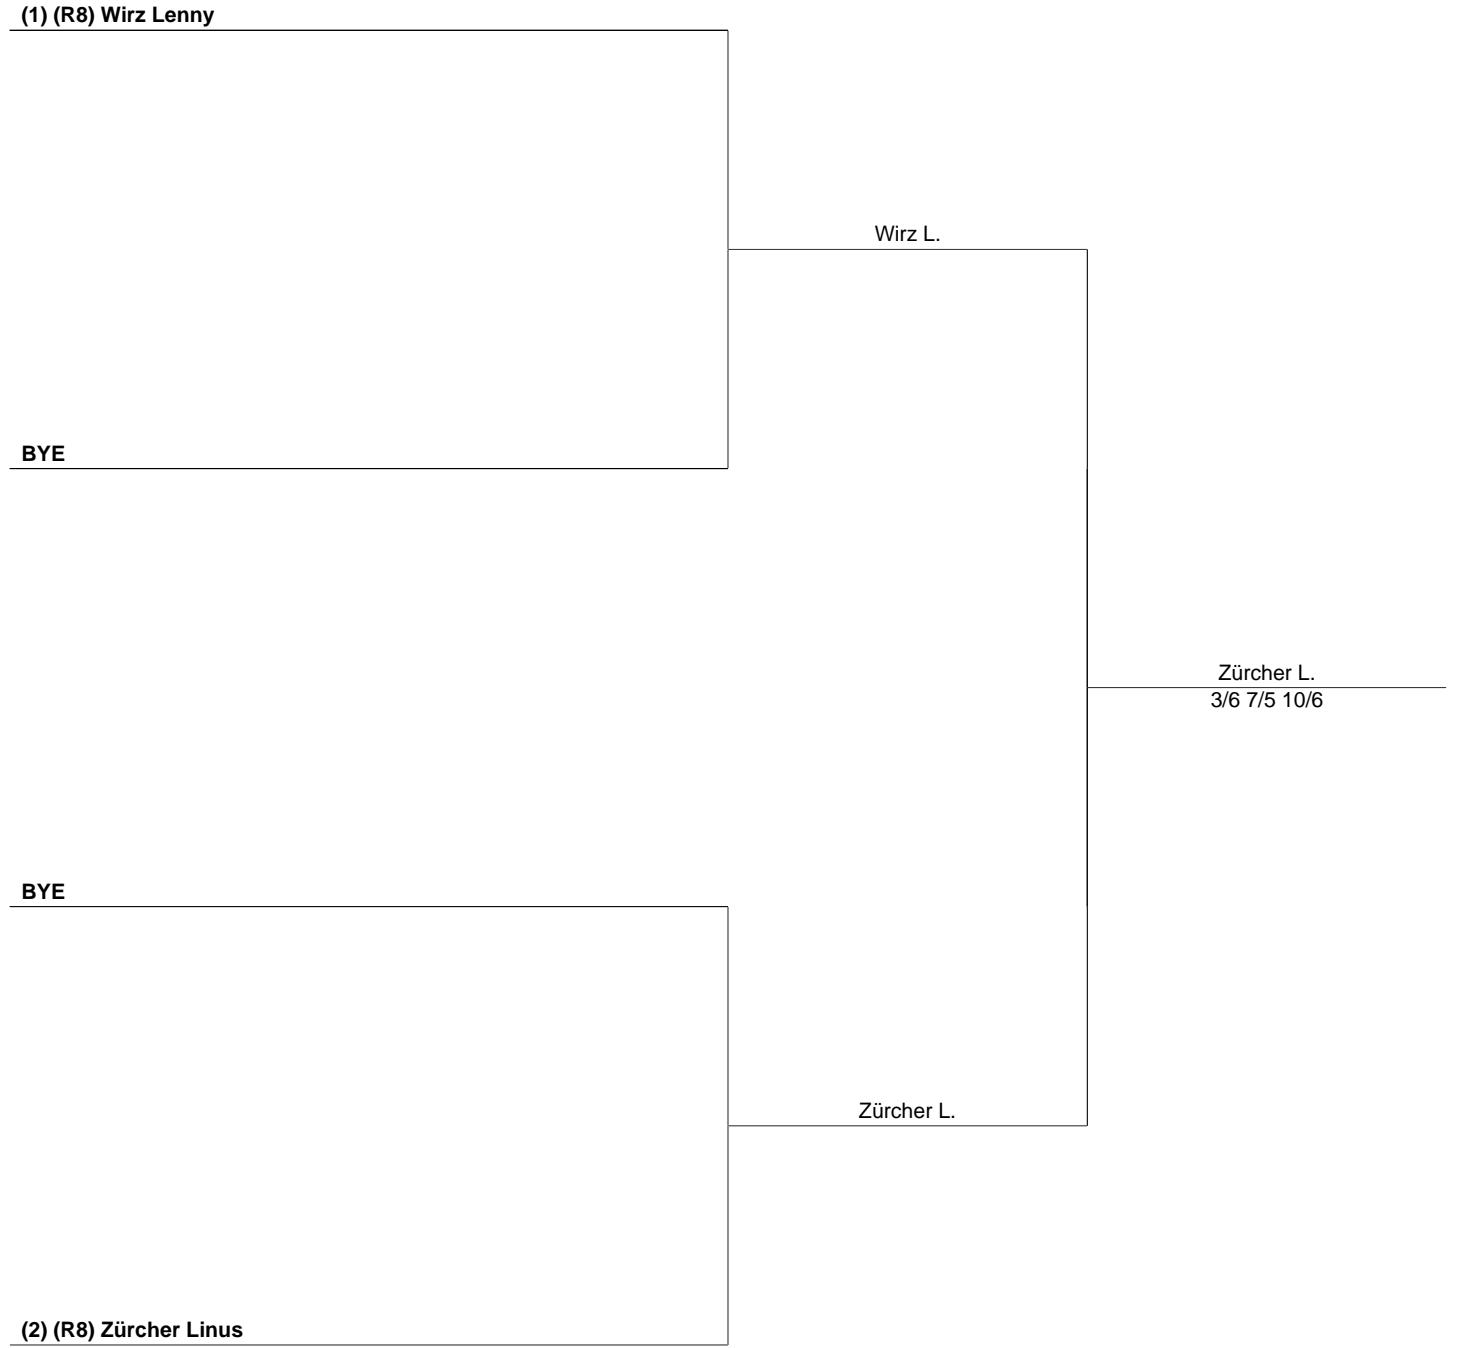 (1) (R8) Wirz Lenny
Wirz L.
BYE
Zürcher L.
3/6 7/5 10/6
BYE
Zürcher L.
(2) (R8) Zürcher Linus